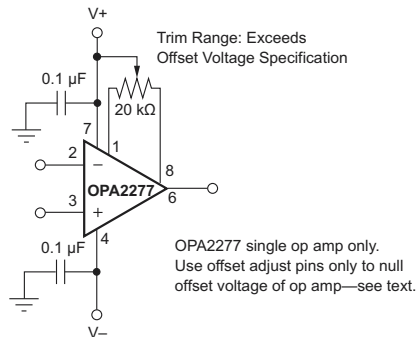 V+
Trim Range: Exceeds
Offset Voltage Specification
0.1 µF
20 kΩ
7
1
2
−
8
OPA2277
6
3
+
4
0.1 µF
OPA2277 single op amp only.
Use offset adjust pins only to null
offset voltage of op amp—see text.
V−